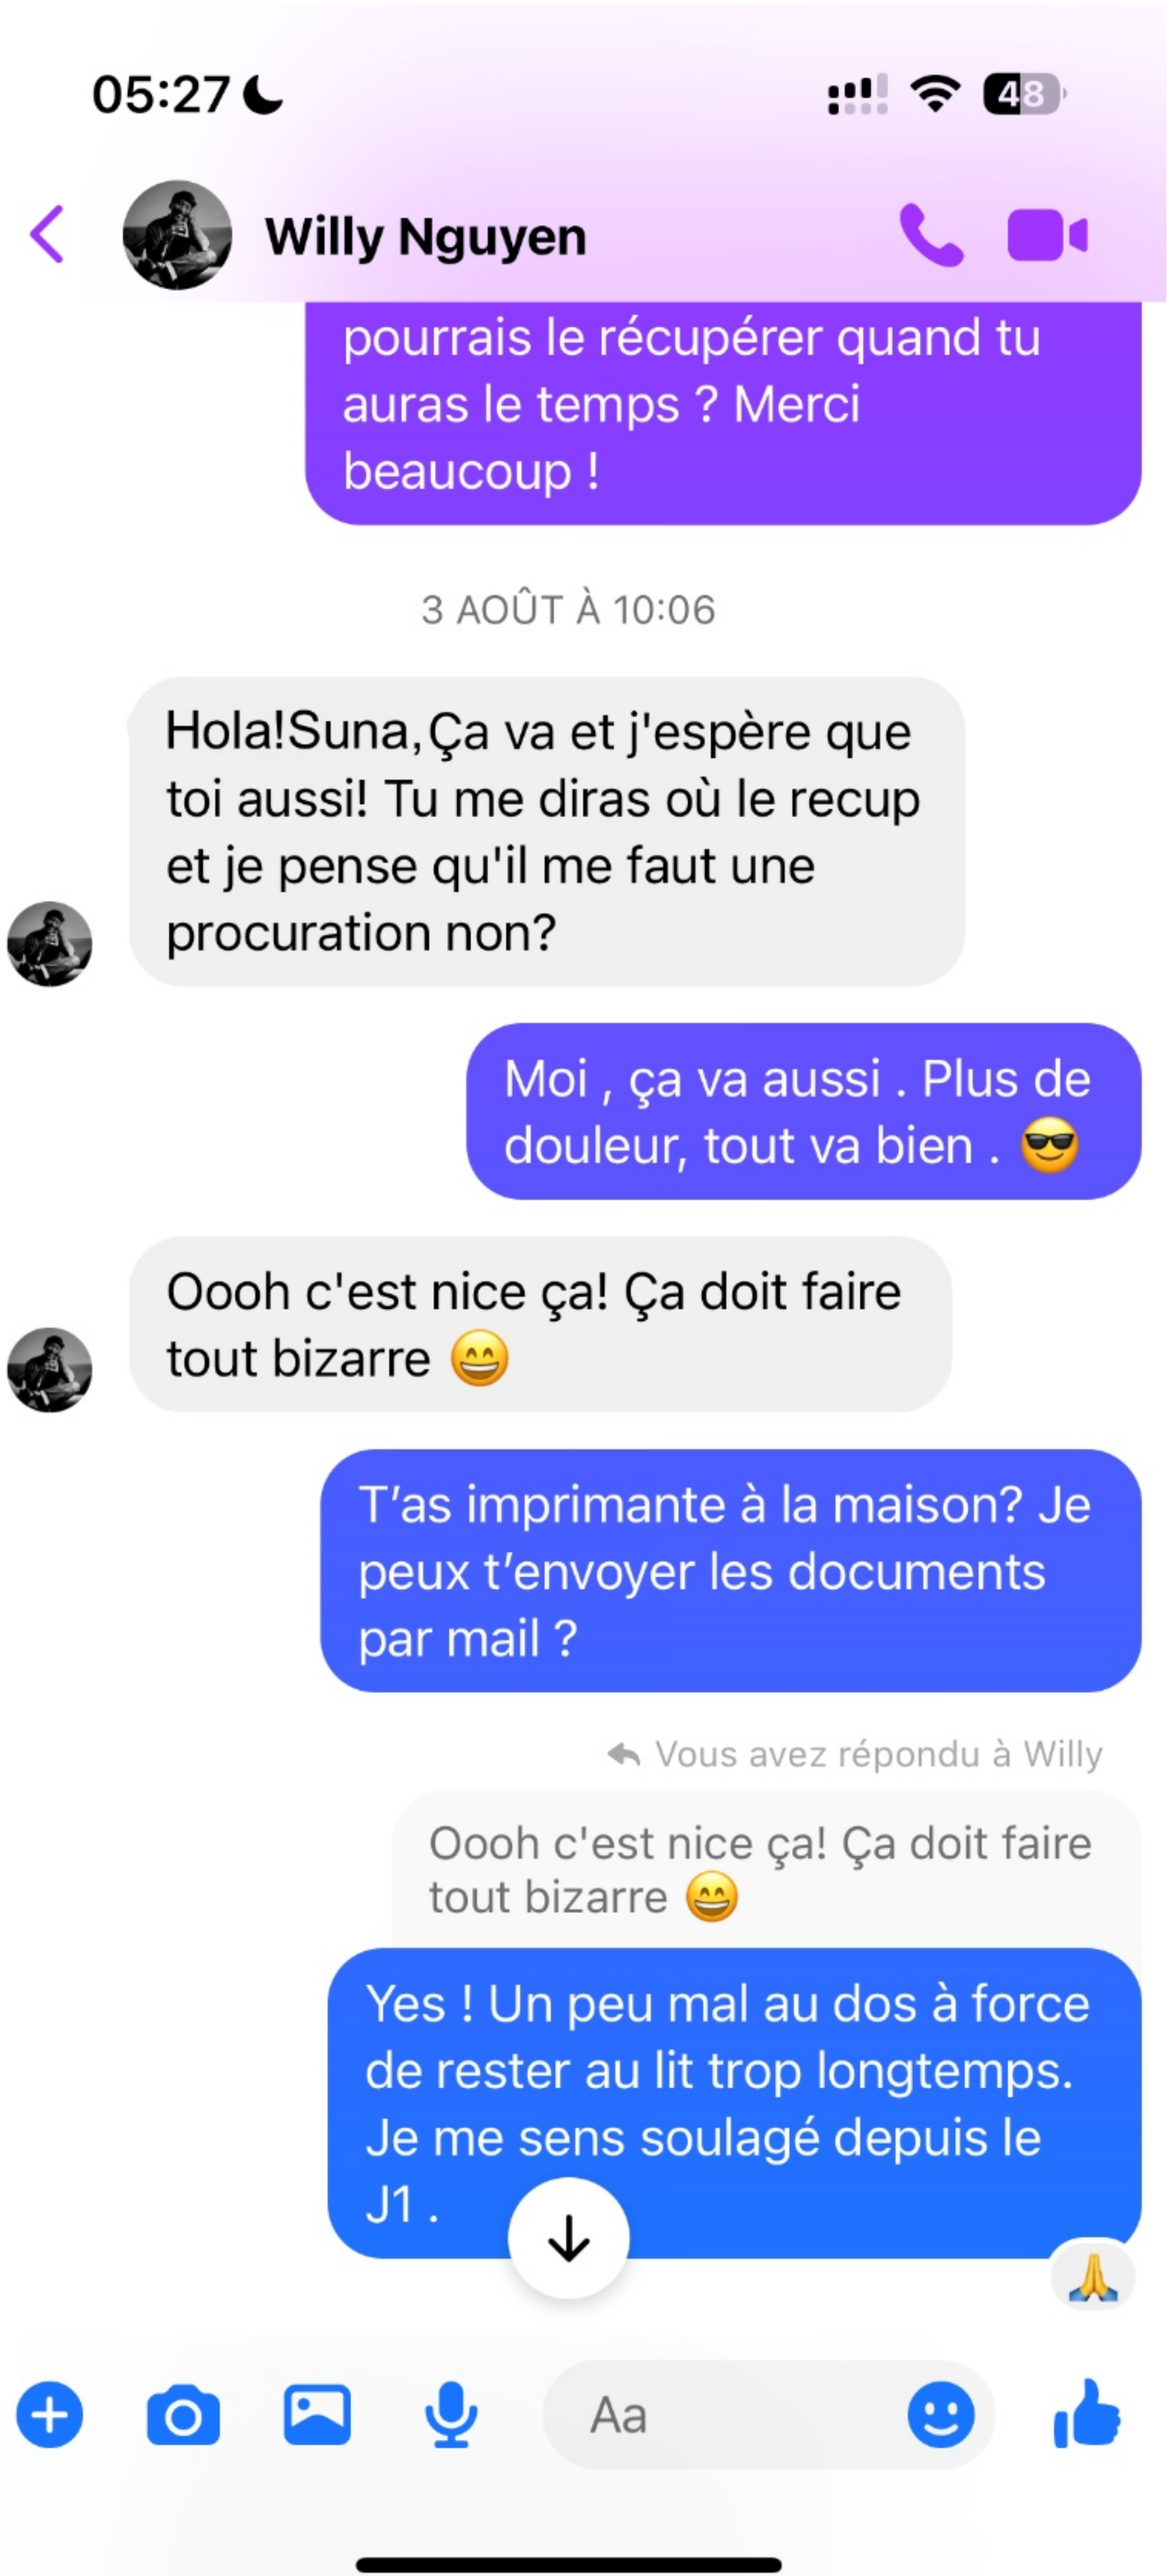 05:27
48
Willy Nguyen
pourrais le récupérer quand tu
auras le temps ? Merci
beaucoup !
3 AOÛT À 10:06
Hola!Suna,Ça va et j'espère que
toi aussi! Tu me diras où le recup
et je pense qu'il me faut une
procuration non?
Moi , ça va aussi . Plus de
douleur, tout va bien . 😎
Oooh c'est nice ça! Ça doit faire
tout bizarre 😄
T’as imprimante à la maison? Je
peux t’envoyer les documents
par mail ?
Vous avez répondu à Willy
Oooh c'est nice ça! Ça doit faire
tout bizarre 😄
Yes ! Un peu mal au dos à force
de rester au lit trop longtemps.
Je me sens soulagé depuis le
J1 .
🙏
Aa